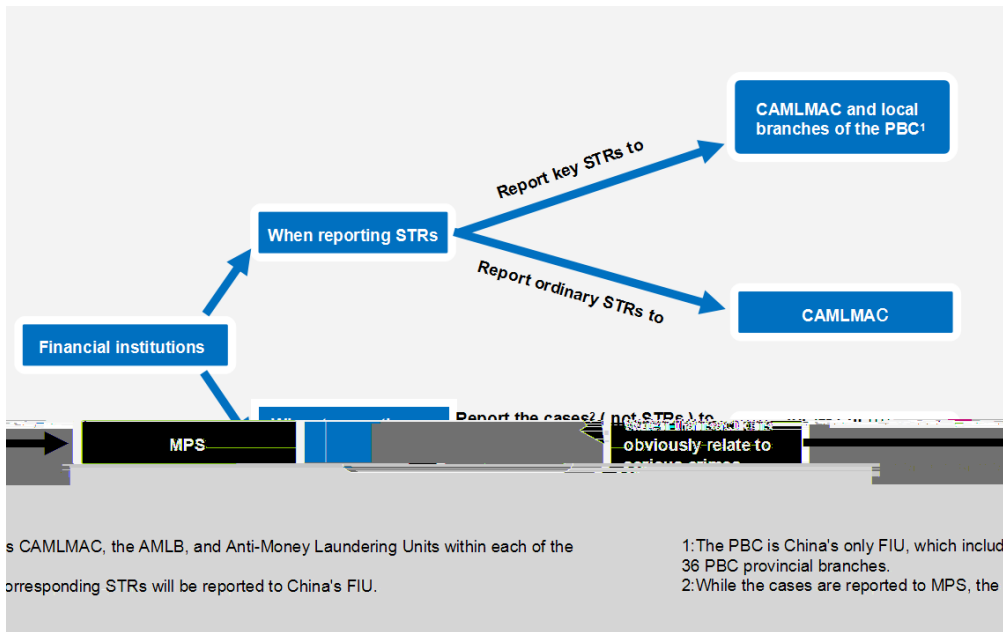 CAMLMAC and local
branches of the PBC¹
Report key STRs to
When reporting STRs
Report ordinary STRs to
CAMLMAC
Financial institutions
Report the cases² ( not STRs ) to
MPS
obviously relate to
s CAMLMAC, the AMLB, and Anti-Money Laundering Units within each of the
orresponding STRs will be reported to China's FIU.
1:The PBC is China's only FIU, which includ
36 PBC provincial branches.
2:While the cases are reported to MPS, the